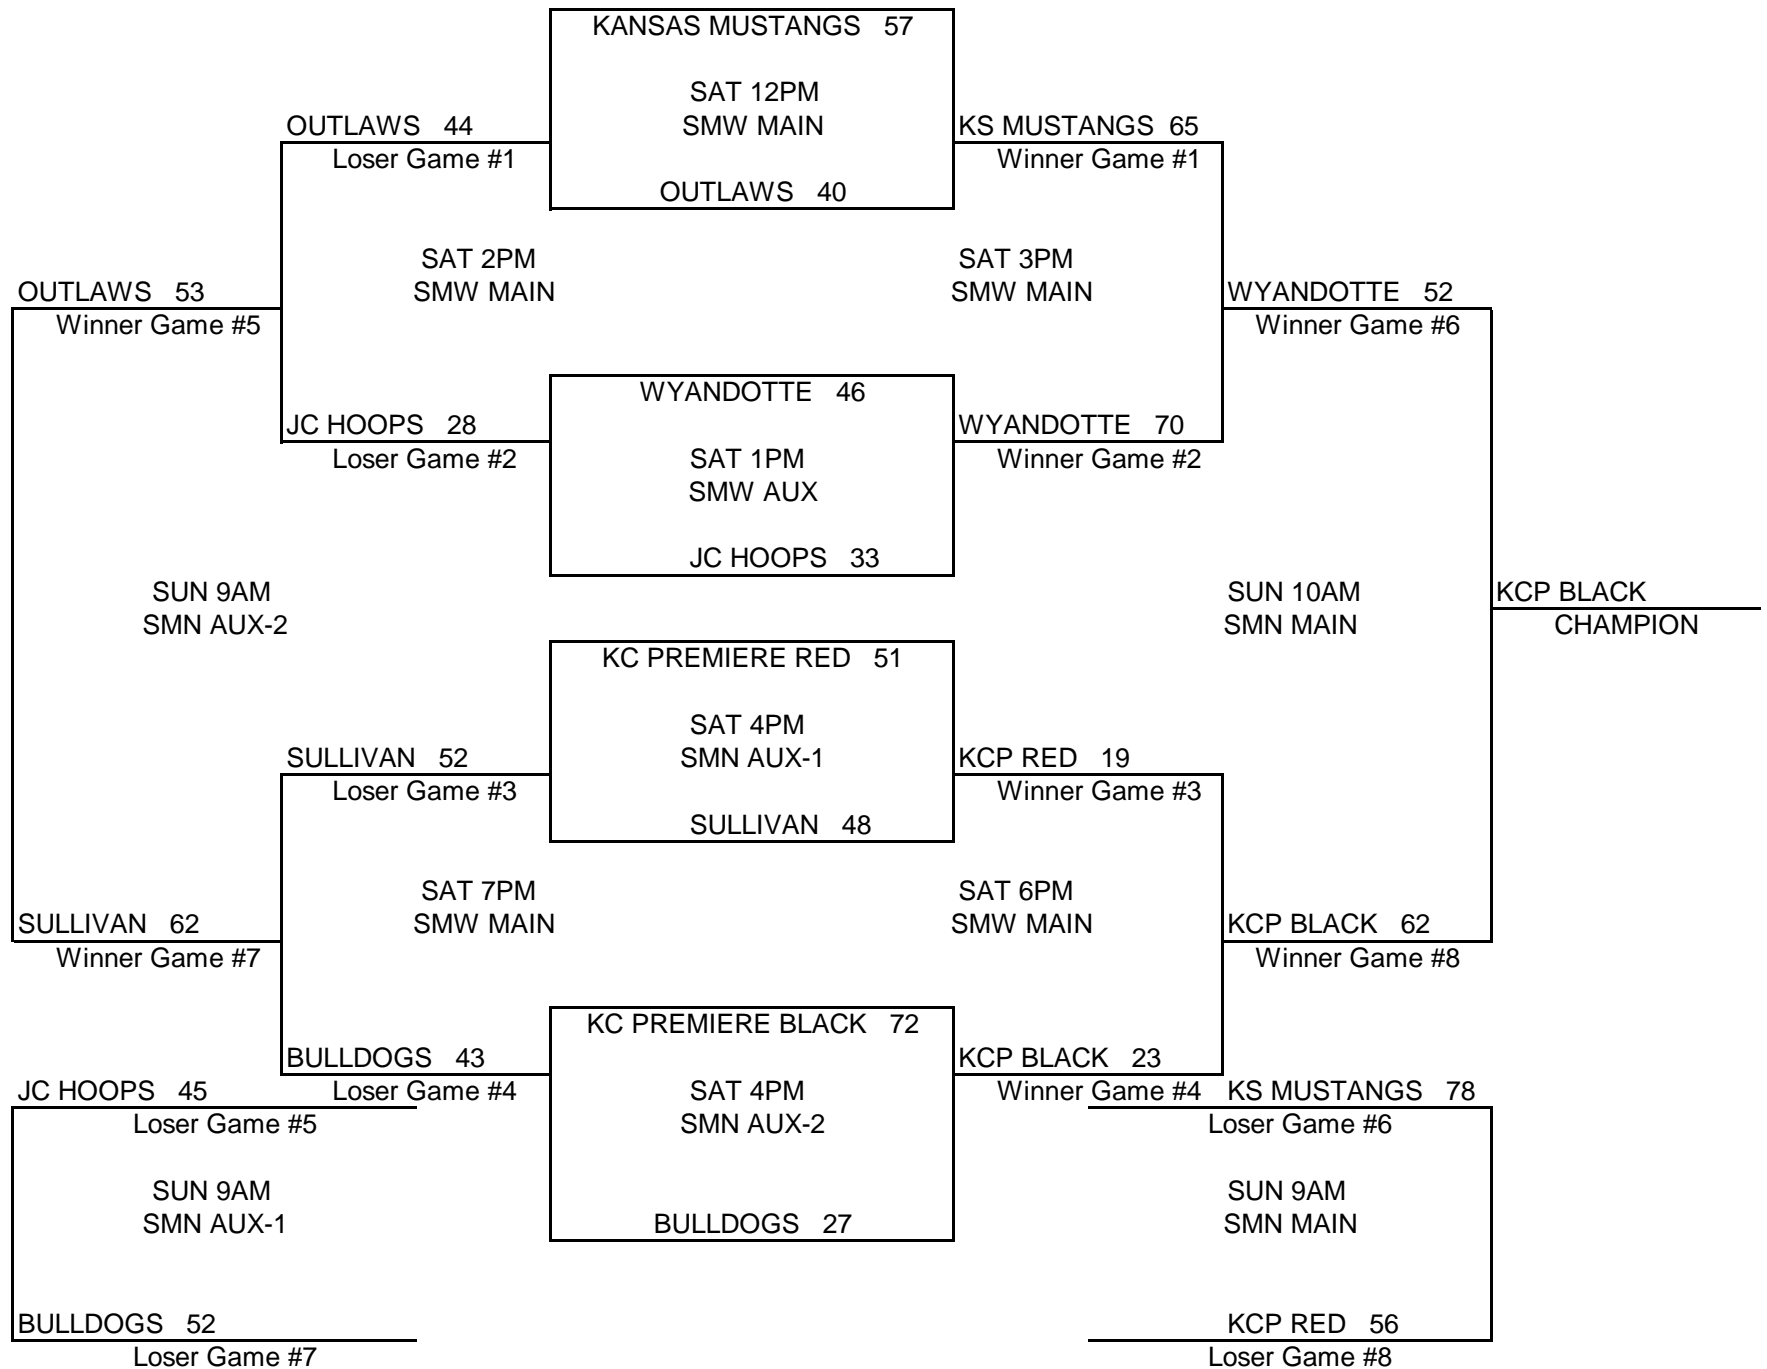 KANSAS MUSTANGS 57
SAT 12PM
OUTLAWS 44
SMW MAIN
KS MUSTANGS 65
Loser Game #1
Winner Game #1
OUTLAWS 40
SAT 2PM
SAT 3PM
OUTLAWS 53
SMW MAIN
SMW MAIN
WYANDOTTE 52
Winner Game #5
Winner Game #6
WYANDOTTE 46
JC HOOPS 28
WYANDOTTE 70
Loser Game #2
SAT 1PM
Winner Game #2
SMW AUX
JC HOOPS 33
SUN 9AM
SUN 10AM
KCP BLACK
SMN AUX-2
SMN MAIN
CHAMPION
KC PREMIERE RED 51
SAT 4PM
SULLIVAN 52
SMN AUX-1
KCP RED 19
Loser Game #3
Winner Game #3
SULLIVAN 48
SAT 7PM
SAT 6PM
SULLIVAN 62
SMW MAIN
SMW MAIN
KCP BLACK 62
Winner Game #7
Winner Game #8
KC PREMIERE BLACK 72
BULLDOGS 43
KCP BLACK 23
JC HOOPS 45
Loser Game #4
SAT 4PM
Winner Game #4
KS MUSTANGS 78
Loser Game #5
SMN AUX-2
Loser Game #6
SUN 9AM
SUN 9AM
SMN AUX-1
BULLDOGS 27
SMN MAIN
BULLDOGS 52
KCP RED 56
Loser Game #7
Loser Game #8